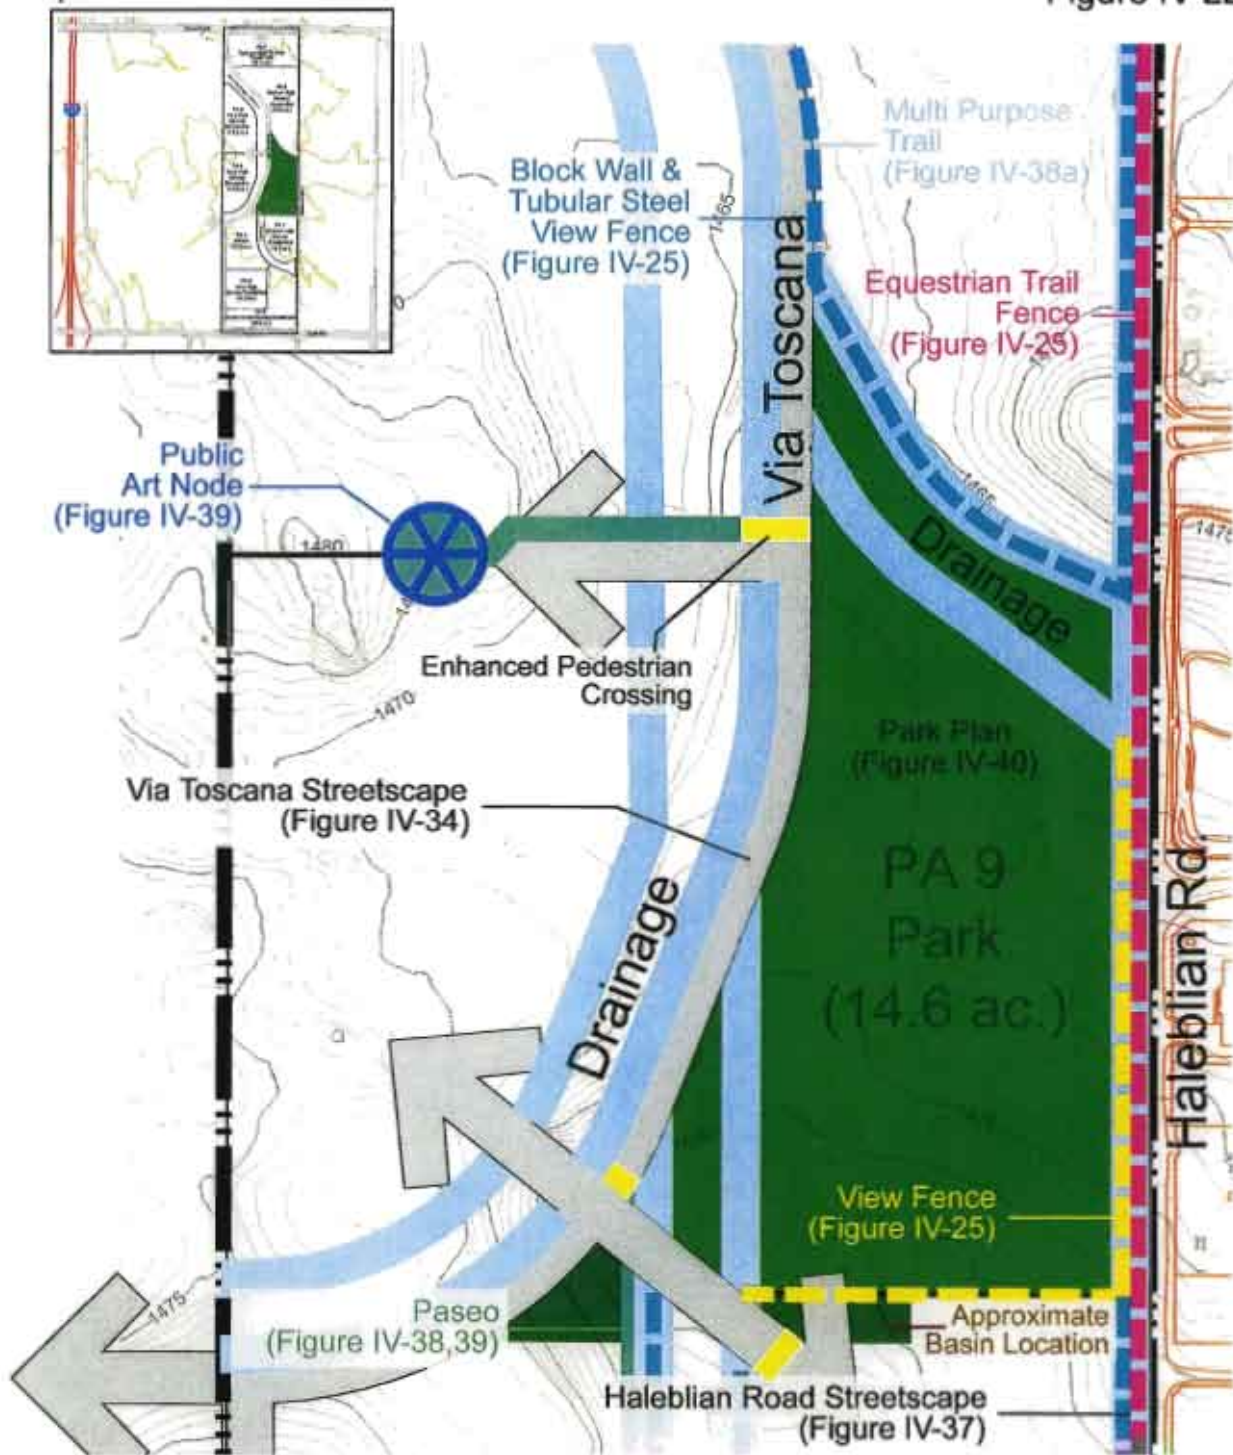 Multi Purpose
Trail
(Figure IV-38a)
Block Wall &
Tubular Steel
View Fence
(Figure IV-25)
1465
Via Toscana
Equestrian Trail
Fence
(Figure IV-25)
Public
Art Node
(Figure IV-39)
1480
1465
1475
Drainage
Enhanced Pedestrian
Crossing
1470
Park Plan
(Figure IV-40)
Via Toscana Streetscape
(Figure IV-34)
PA 9
Park
(14.6 ac.)
Haleblian Rd.
Drainage
View Fence
(Figure IV-25)
1475
Paseo
(Figure IV-38,39)
Approximate
Basin Location
Haleblian Road Streetscape
(Figure IV-37)